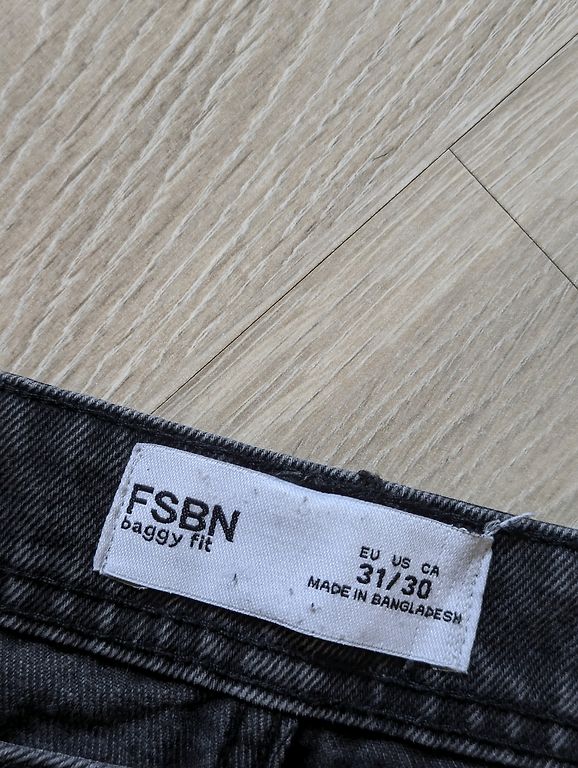 FSBN
baggy fit
EU US CA
31/30
MADE IN BANGLADESH